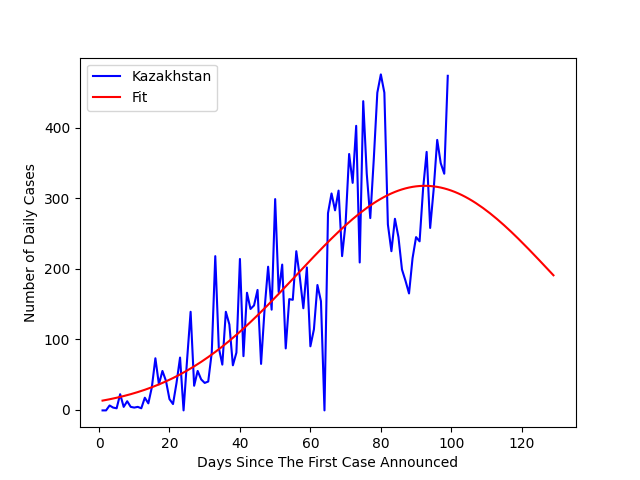 Kazakhstan
Fit
Number of Daily Cases
400
300
200
100
0
0 20 40 60 80 100 120
Days Since The First Case Announced